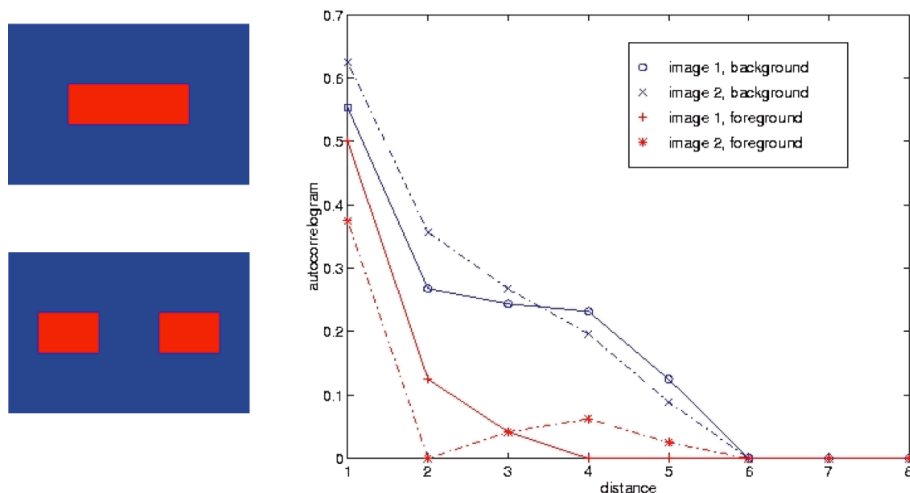 0.7
0.6
0.5
0.4
0.3
0.2
0.1
0
autocorrelogram
image 1, background
image 2, background
image 1, foreground
image 2, foreground
1 2 3 4 5 6 7 8
distance